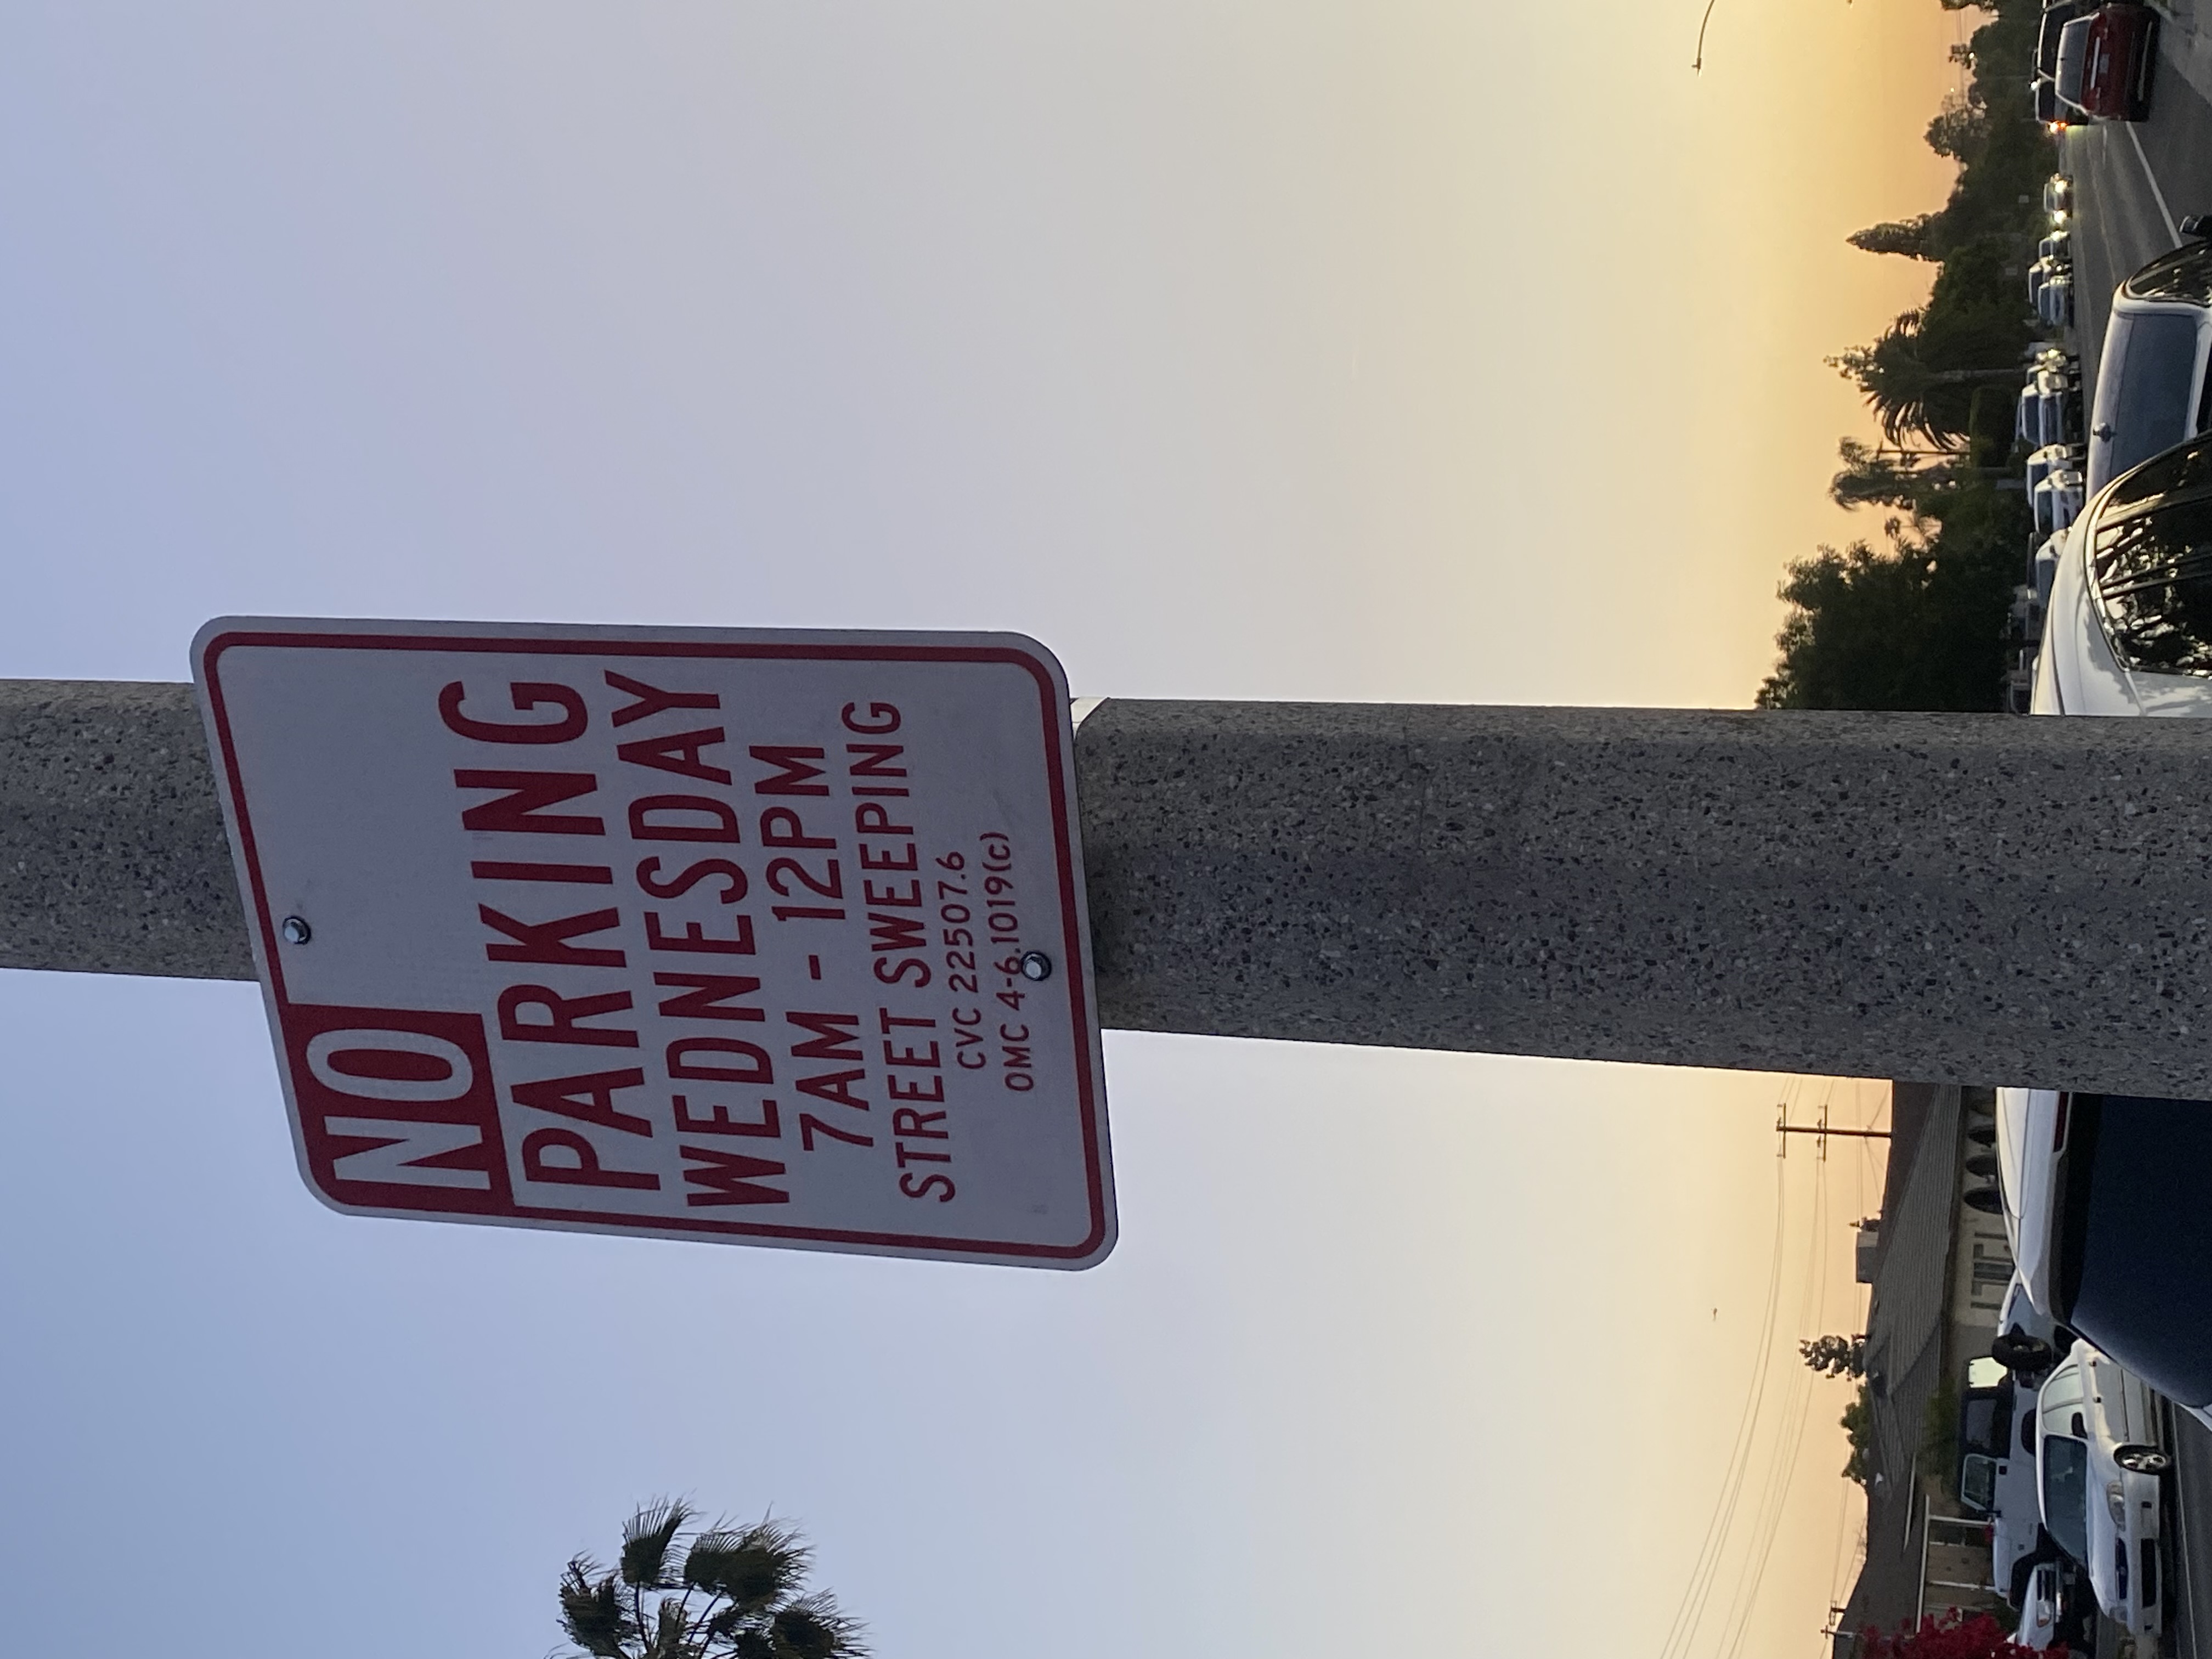 NO
PARKING
WEDNESDAY
7AM - 12PM
STREET SWEEPING
CVC 22507.6
OMC 4-6.1019(c)